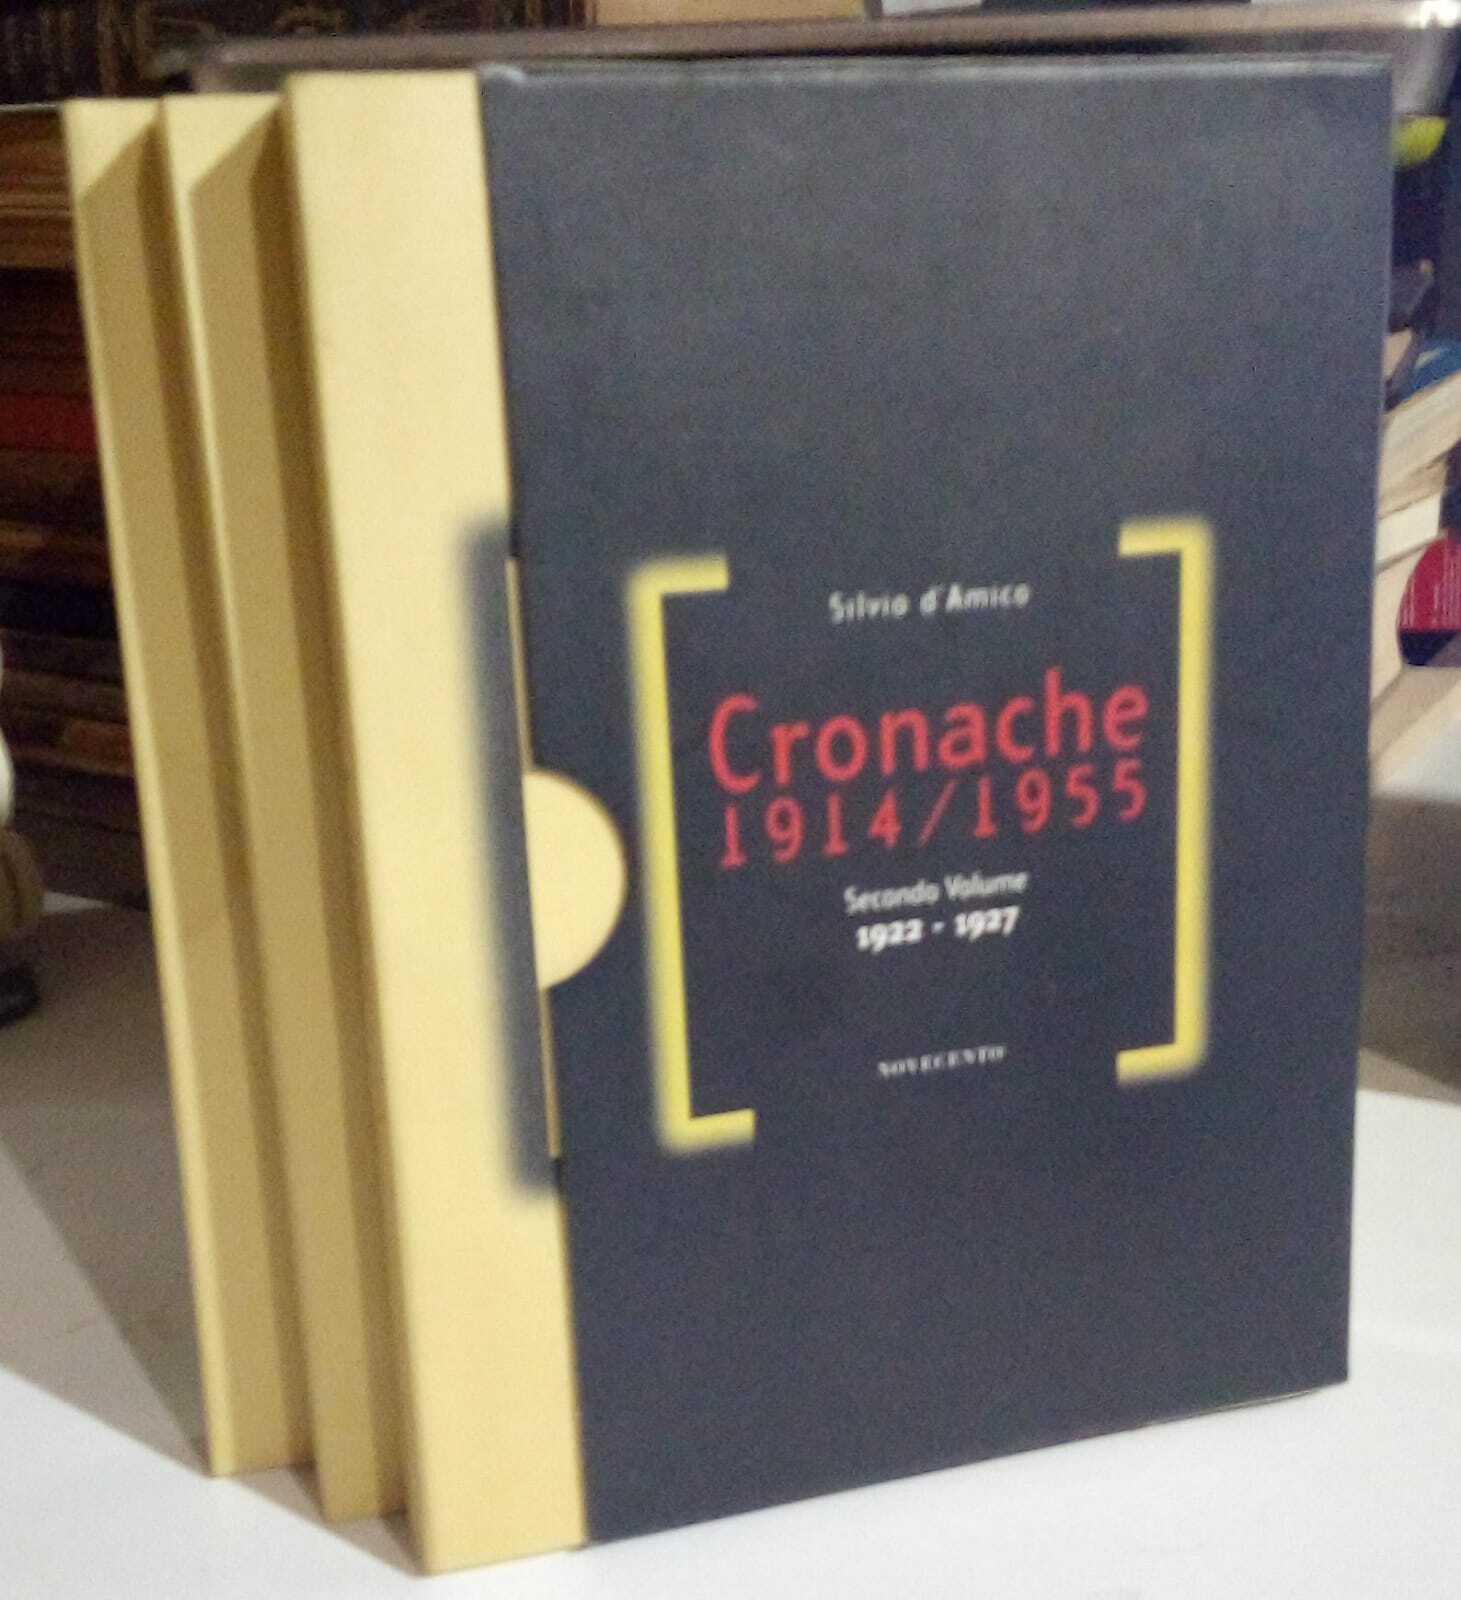 Silvio d'Amico
Cronache
1914/1955
Secondo Volume
1922 - 1927
NOVECENTO